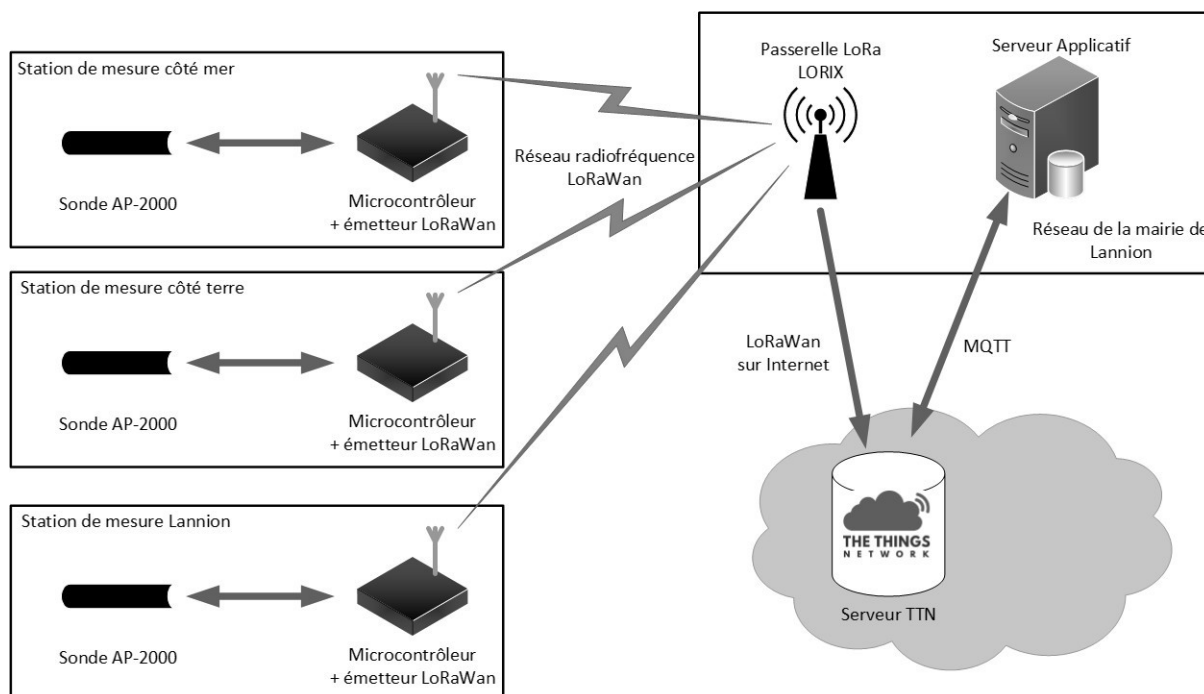 Station de mesure côté mer
Sonde AP-2000
Microcontrôleur
+ émetteur LoRaWan
Station de mesure côté terre
Sonde AP-2000
Microcontrôleur
+ émetteur LoRaWan
Station de mesure Lannion
Sonde AP-2000
Microcontrôleur
+ émetteur LoRaWan
Réseau radiofréquence
LoRaWan
Passerelle LoRa
LORIX
Serveur Applicatif
Réseau de la mairie de
Lannion
LoRaWan
sur Internet
MQTT
THE THINGS
NETWORK
Serveur TTN